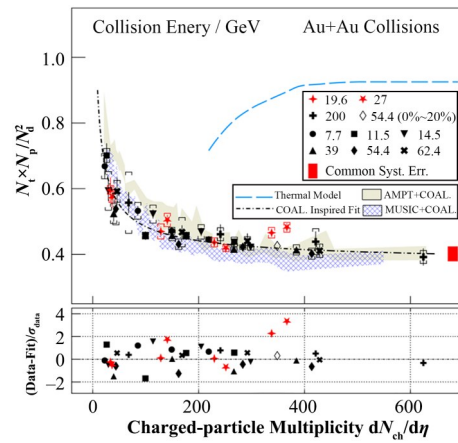 Collision Enery / GeV Au+Au Collisions
1.0
0.8
0.6
0.4
N_t × N_p/N_d^2
19.6 27
200 54.4 (0%~20%)
7.7 11.5 14.5
39 54.4 62.4
Common Syst. Err.
Thermal Model AMPT+COAL.
COAL. Inspired Fit MUSIC+COAL.
4
2
0
−2
(Data-Fit)/σ_data
0 200 400 600
Charged-particle Multiplicity dN_ch/dη